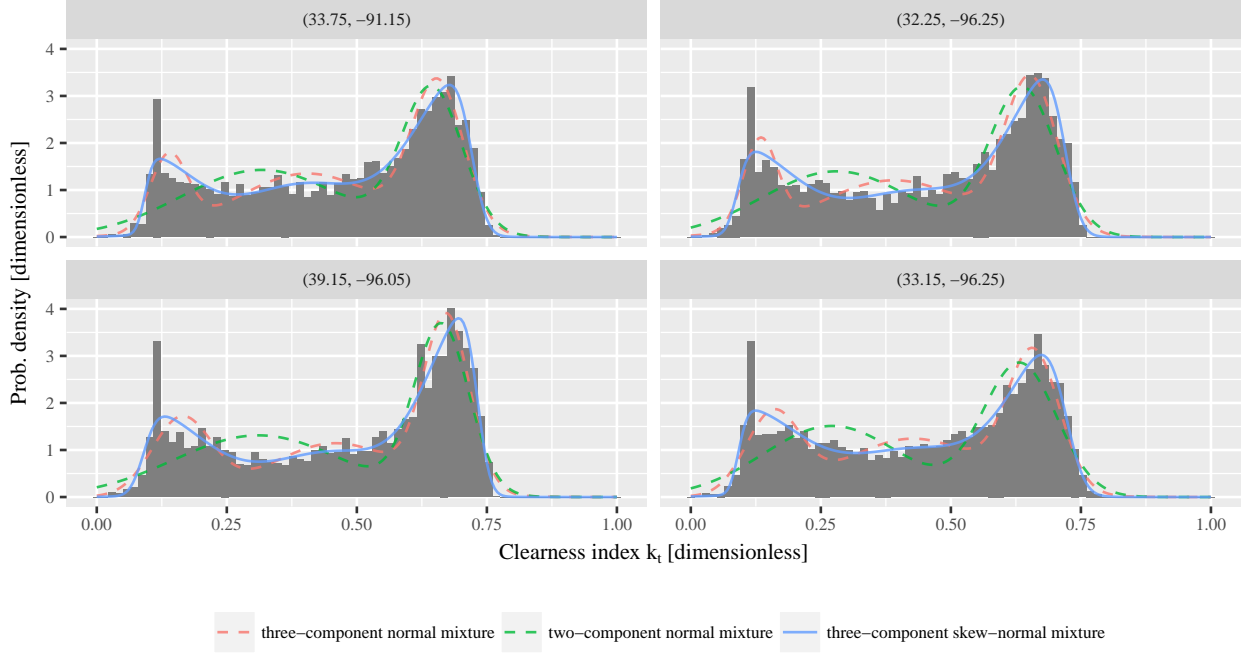 (33.75, −91.15)
(32.25, −96.25)
4
3
2
1
0
(39.15, −96.05)
(33.15, −96.25)
4
3
2
1
0
0.00 0.25 0.50 0.75 1.00
0.00 0.25 0.50 0.75 1.00
Prob. density [dimensionless]
Clearness index kt [dimensionless]
three−component normal mixture two−component normal mixture three−component skew−normal mixture